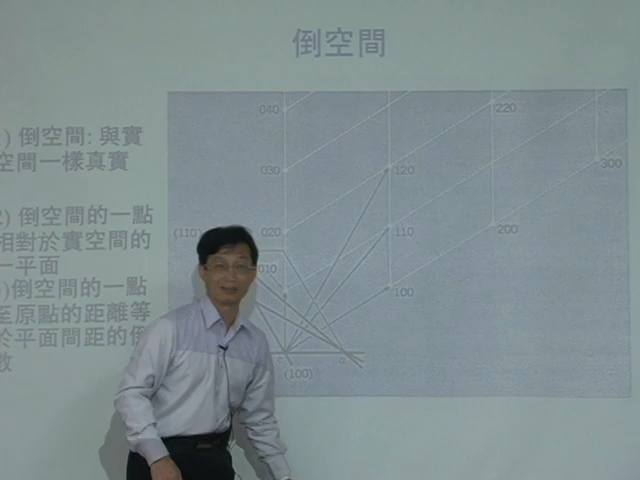 倒空間
) 倒空間: 與實
空間一樣真實
2) 倒空間的一點
相對於實空間的
一平面
)倒空間的一點
至原點的距離等
於平面間距的倒
數
040
220
030
120
300
(110)
020
110
200
010
100
a
(100)